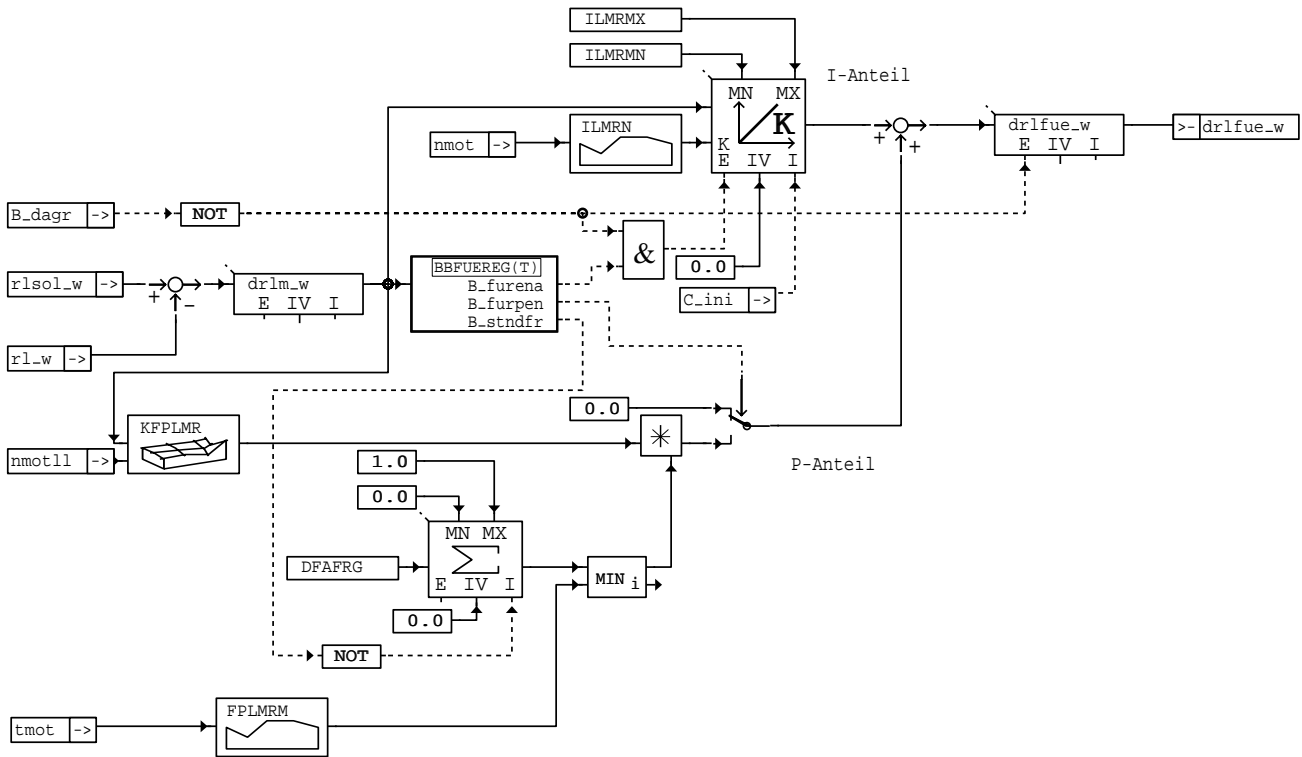 ILMRMX
ILMRMN
I-Anteil
MN MX
K
K
E IV I
nmot ->
ILMRN
+
+
drlfue_w
E IV I
>- drlfue_w
B_dagr ->
NOT
&
0.0
C_ini ->
rlsol_w ->
+
−
drlm_w
E IV I
BBFUEREG(T)
B_furena
B_furpen
B_stndfr
rl_w ->
0.0
KFPLMR
nmotll ->
P-Anteil
1.0
0.0
MN MX
E IV I
DFAFRG
MIN i
0.0
NOT
FPLMRM
tmot ->